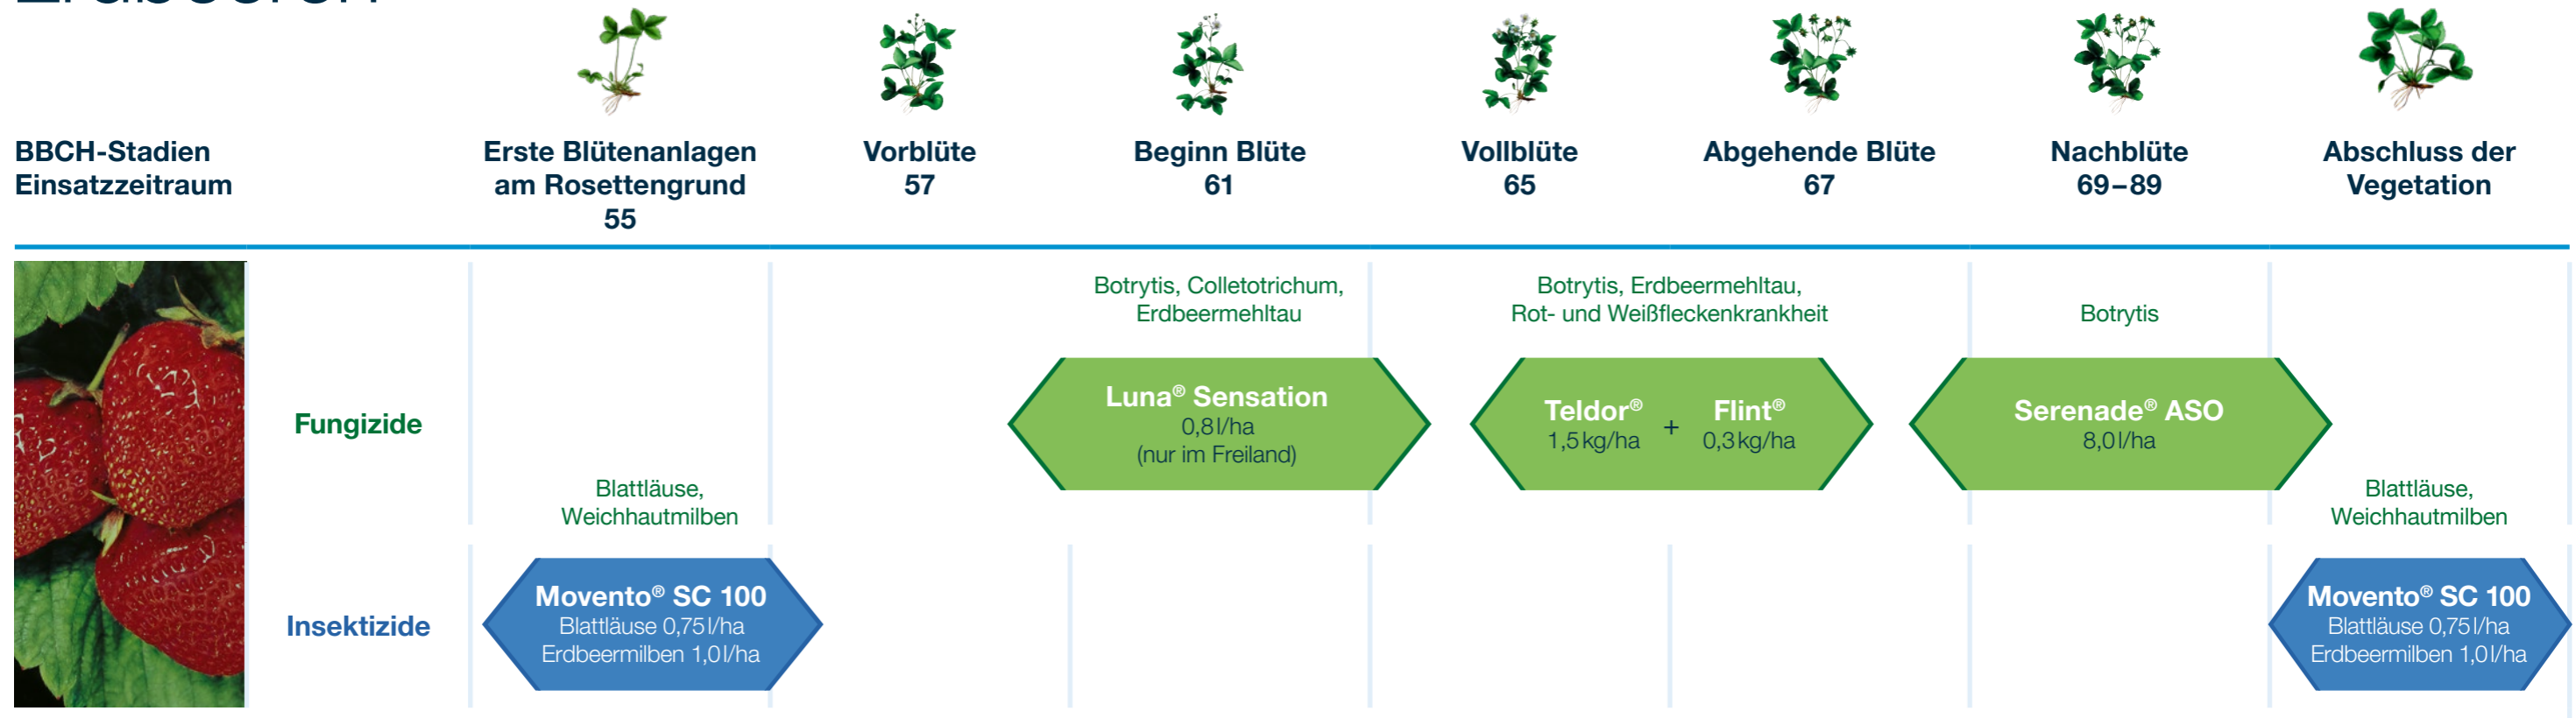 BBCH-Stadien
Einsatzzeitraum
Erste Blütenanlagen
am Rosettengrund
55
Vorblüte
57
Beginn Blüte
61
Vollblüte
65
Abgehende Blüte
67
Nachblüte
69–89
Abschluss der
Vegetation
Fungizide
Botrytis, Colletotrichum,
Erdbeermehltau
Luna® Sensation
0,8 l/ha
(nur im Freiland)
Botrytis, Erdbeermehltau,
Rot- und Weißfleckenkrankheit
Teldor® + Flint®
1,5 kg/ha 0,3 kg/ha
Botrytis
Serenade® ASO
8,0 l/ha
Insektizide
Blattläuse,
Weichhautmilben
Movento® SC 100
Blattläuse 0,75 l/ha
Erdbeermilben 1,0 l/ha
Blattläuse,
Weichhautmilben
Movento® SC 100
Blattläuse 0,75 l/ha
Erdbeermilben 1,0 l/ha